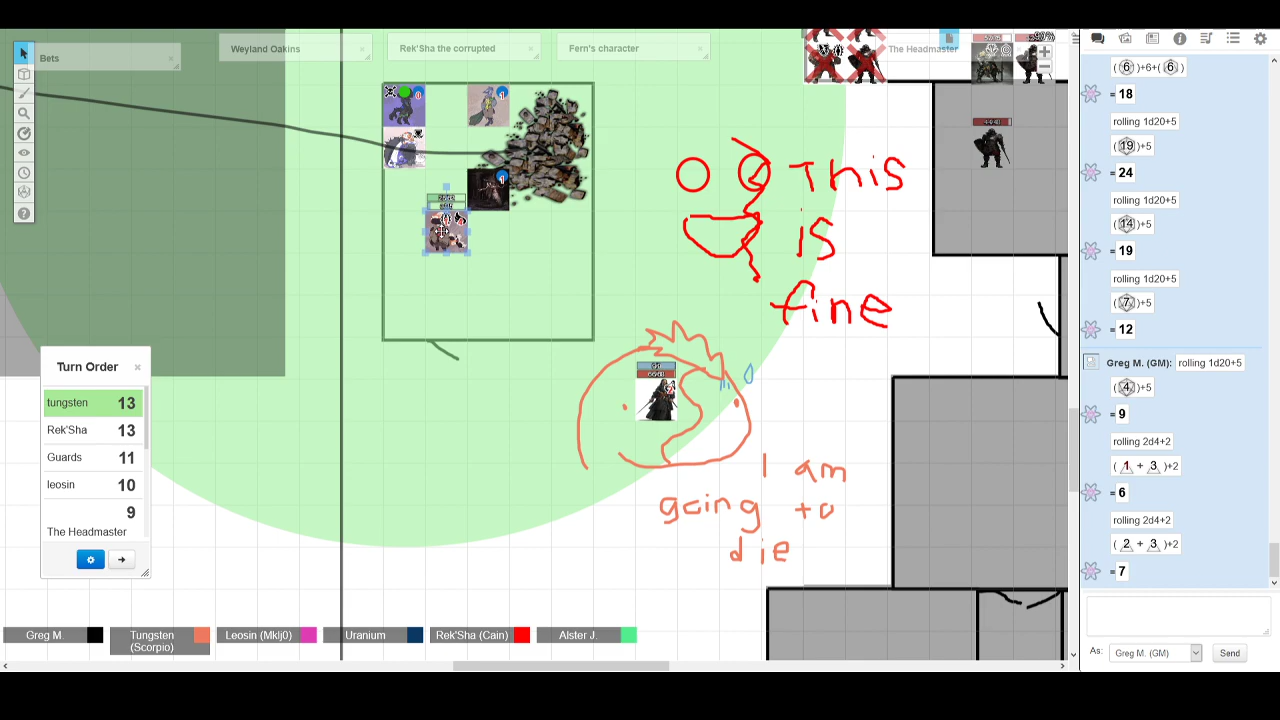 Bets
Weyland Oakins
Rek'Sha the corrupted
Fern's character
The Headmaster
This
is
fine
I am
going to
die
Turn Order
tungsten 13
Rek'Sha 13
Guards 11
leosin 10
9
The Headmaster
Greg M.
Tungsten
(Scorpio)
Leosin (Mklj0)
Uranium
Rek'Sha (Cain)
Alster J.
(6)+6+(6)
= 18
rolling 1d20+5
(19)+5
= 24
rolling 1d20+5
(14)+5
= 19
rolling 1d20+5
(7)+5
= 12
Greg M. (GM): rolling 1d20+5
(4)+5
= 9
rolling 2d4+2
(1 + 3)+2
= 6
rolling 2d4+2
(2 + 3)+2
= 7
As: Greg M. (GM) Send